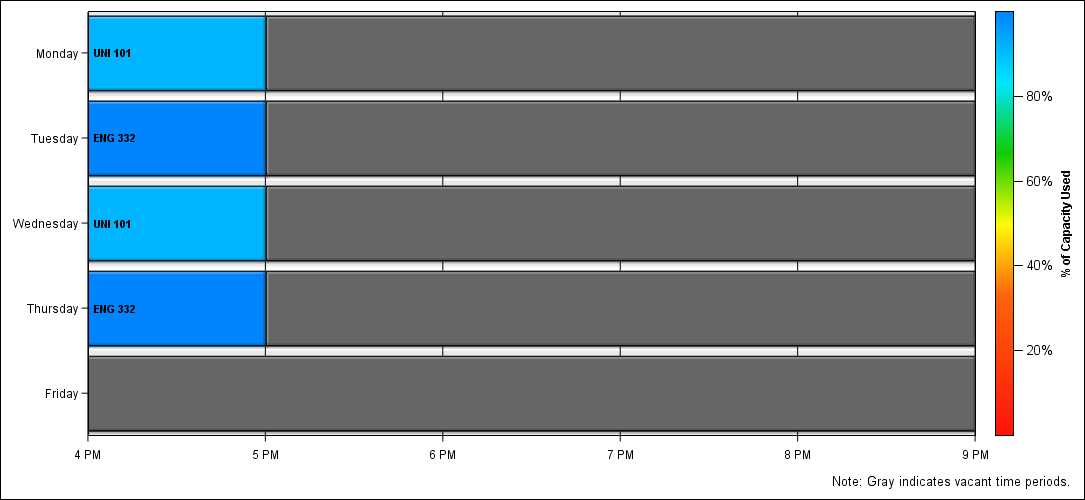 Monday
UNI 101
Tuesday
ENG 332
Wednesday
UNI 101
Thursday
ENG 332
Friday
4 PM 5 PM 6 PM 7 PM 8 PM 9 PM
80%
60%
40%
20%
% of Capacity Used
Note: Gray indicates vacant time periods.